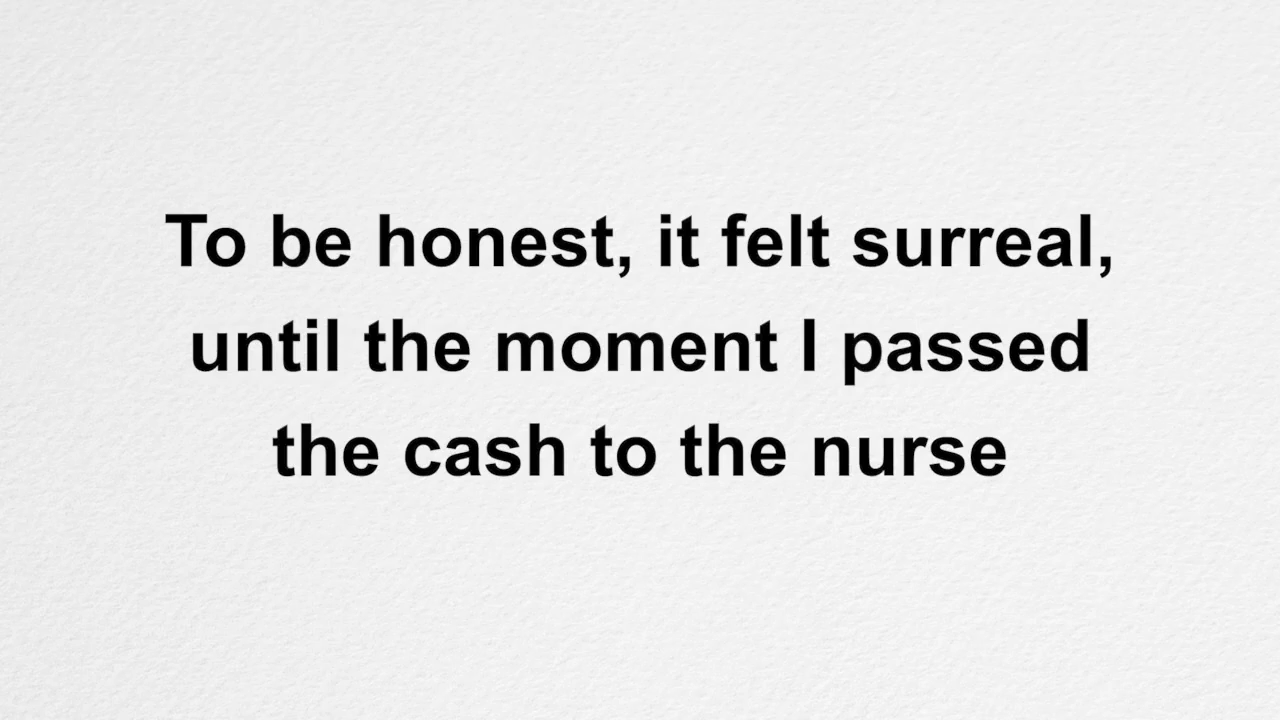 To be honest, it felt surreal,
until the moment I passed
the cash to the nurse